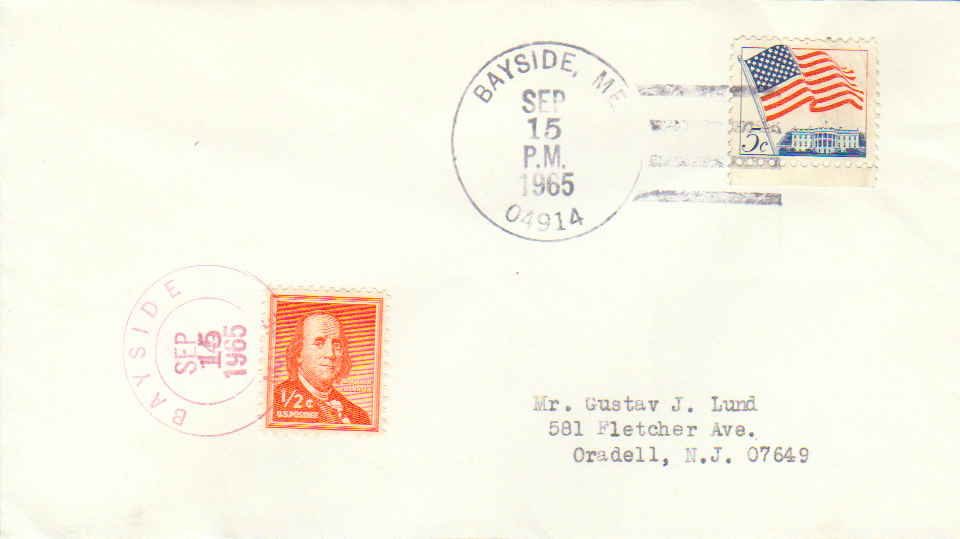 BAYSIDE, ME
SEP
15
P.M.
1965
04914
5c
BAYSIDE
SEP
15
1965
1/2 c
U.S. POSTAGE
Mr. Gustav J. Lund
581 Fletcher Ave.
Oradell, N.J. 07649